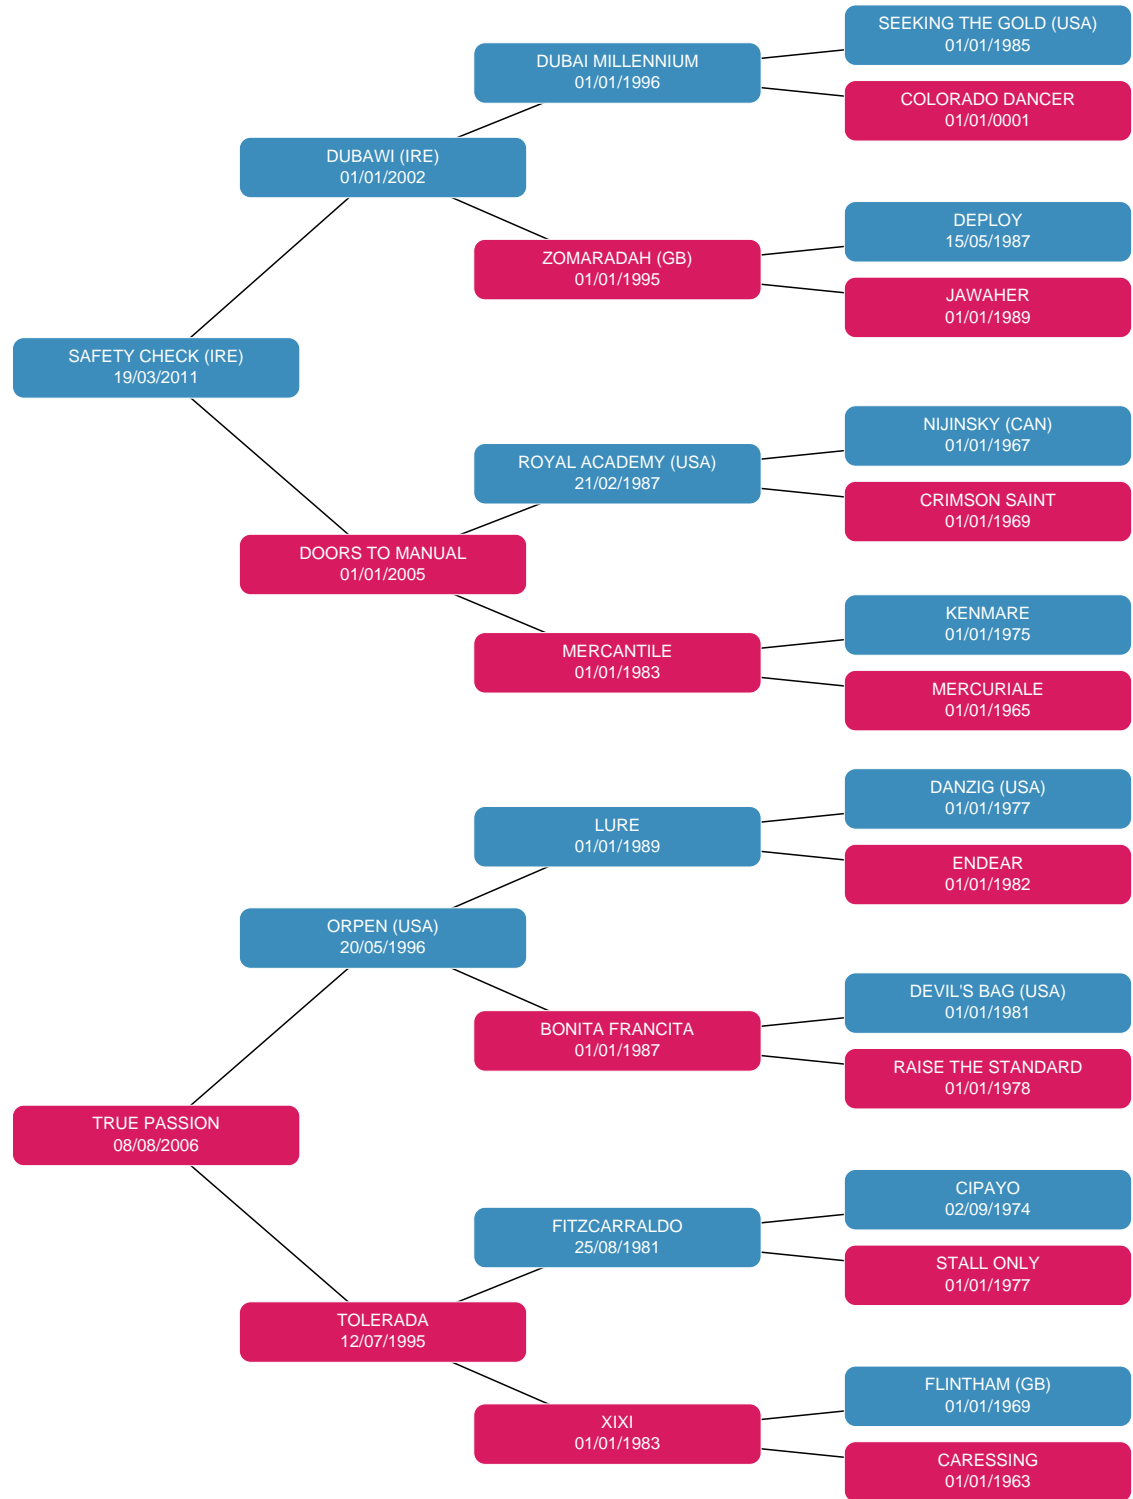 SEEKING THE GOLD (USA)
01/01/1985
DUBAI MILLENNIUM
01/01/1996
COLORADO DANCER
01/01/0001
DUBAWI (IRE)
01/01/2002
DEPLOY
15/05/1987
ZOMARADAH (GB)
01/01/1995
JAWAHER
01/01/1989
SAFETY CHECK (IRE)
19/03/2011
NIJINSKY (CAN)
01/01/1967
ROYAL ACADEMY (USA)
21/02/1987
CRIMSON SAINT
01/01/1969
DOORS TO MANUAL
01/01/2005
KENMARE
01/01/1975
MERCANTILE
01/01/1983
MERCURIALE
01/01/1965
DANZIG (USA)
01/01/1977
LURE
01/01/1989
ENDEAR
01/01/1982
ORPEN (USA)
20/05/1996
DEVIL'S BAG (USA)
01/01/1981
BONITA FRANCITA
01/01/1987
RAISE THE STANDARD
01/01/1978
TRUE PASSION
08/08/2006
CIPAYO
02/09/1974
FITZCARRALDO
25/08/1981
STALL ONLY
01/01/1977
TOLERADA
12/07/1995
FLINTHAM (GB)
01/01/1969
XIXI
01/01/1983
CARESSING
01/01/1963